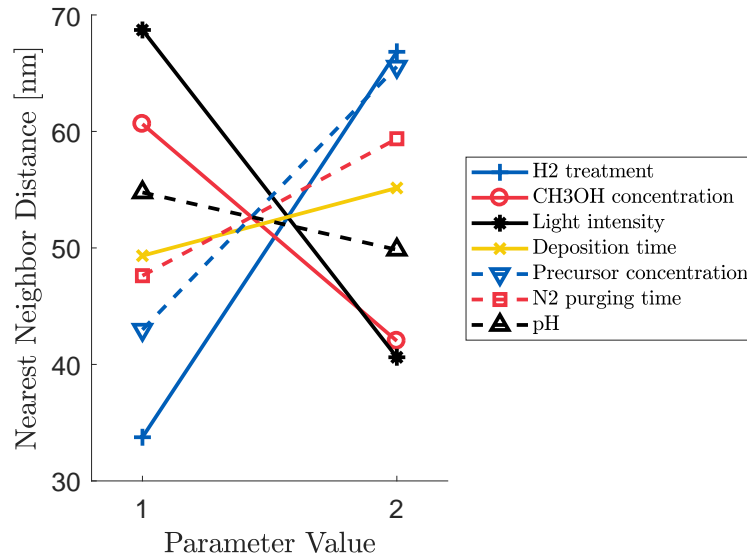 70
60
50
40
30
Nearest Neighbor Distance [nm]
1
2
Parameter Value
H2 treatment
CH3OH concentration
Light intensity
Deposition time
Precursor concentration
N2 purging time
pH